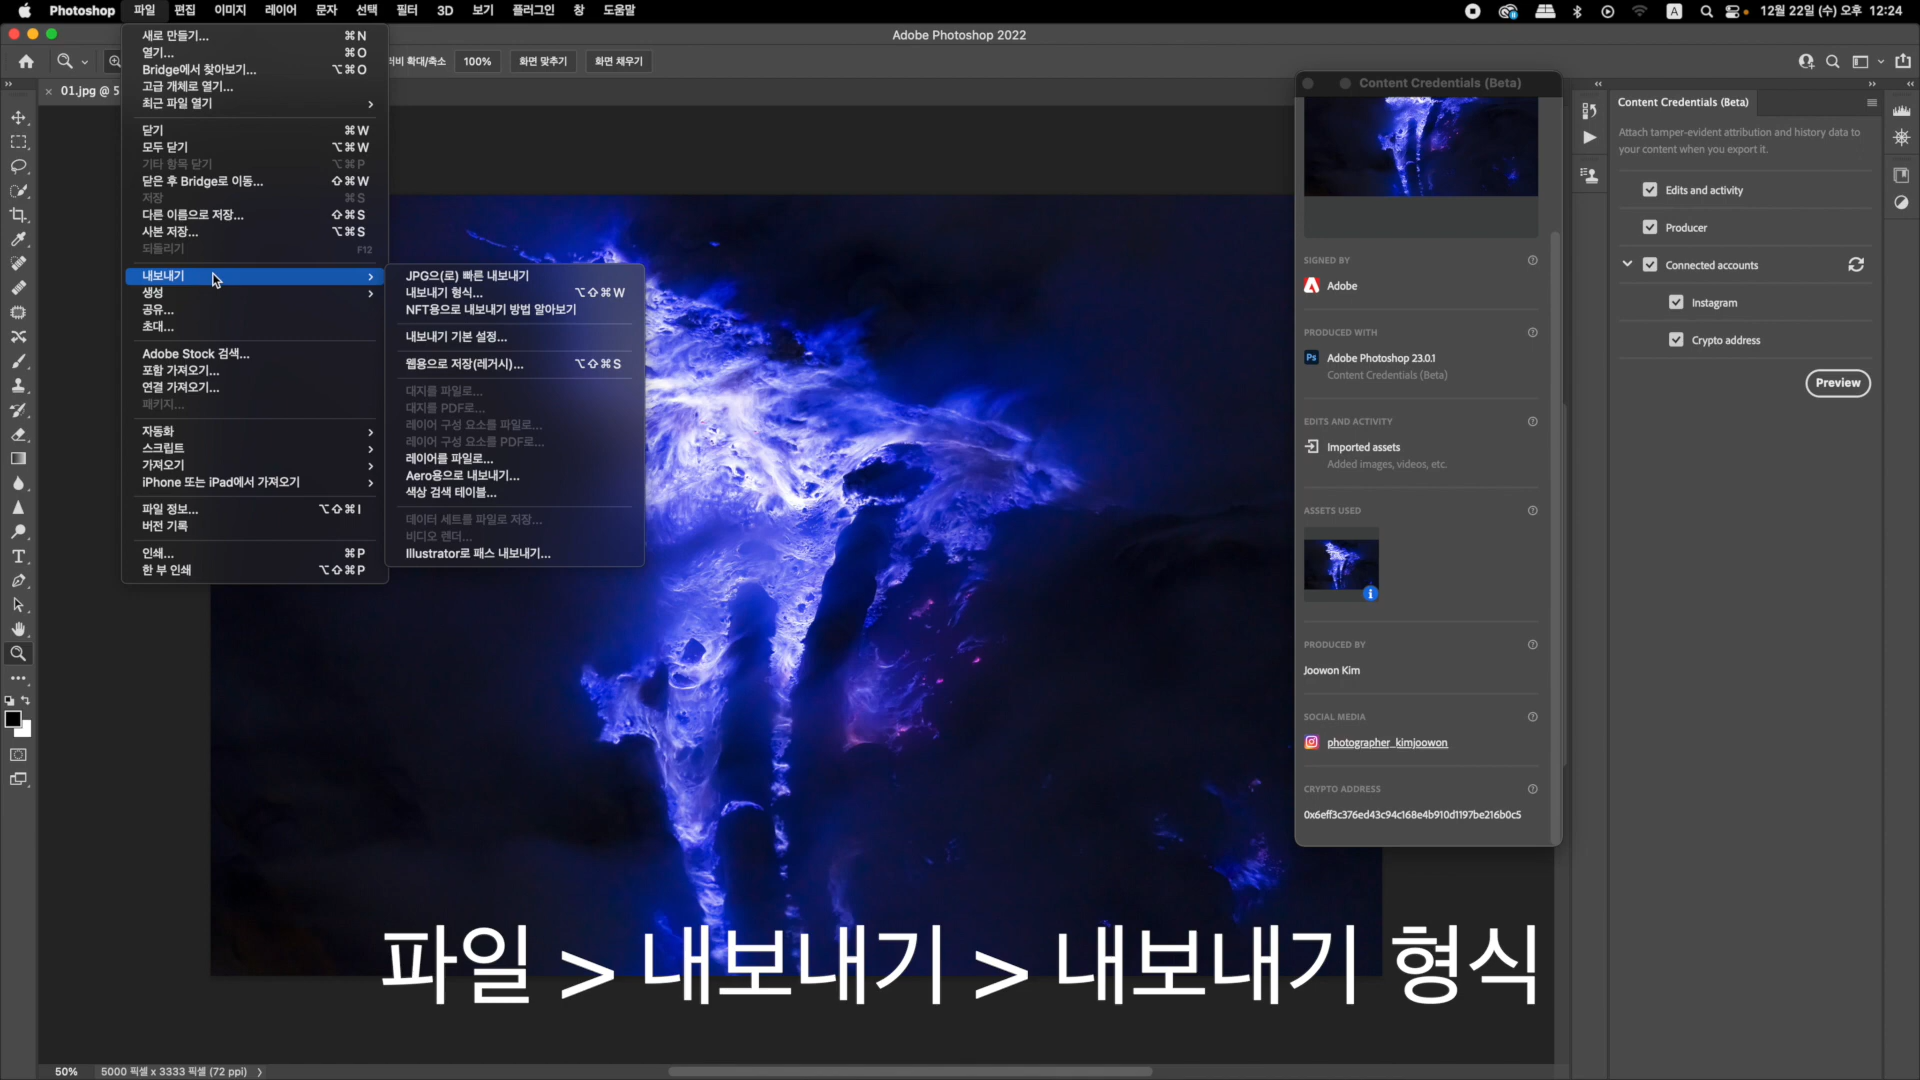 Photoshop 파일 편집 이미지 레이어 문자 선택 필터 3D 보기 플러그인 창 도움말
A 12월 22일 (수) 오후 12:24
Adobe Photoshop 2022
확대/축소 100% 화면 맞추기 화면 채우기
01.jpg @ 5
새로 만들기... ⌘N
열기... ⌘O
Bridge에서 찾아보기... ⌥⌘O
고급 개체로 열기...
최근 파일 열기 >
닫기 ⌘W
모두 닫기 ⌥⌘W
기타 항목 닫기 ⌥⌘P
닫은 후 Bridge로 이동... ⇧⌘W
저장 ⌘S
다른 이름으로 저장... ⇧⌘S
사본 저장... ⌥⌘S
되돌리기 F12
내보내기 >
생성 >
공유...
초대...
Adobe Stock 검색...
포함 가져오기...
연결 가져오기...
패키지...
자동화 >
스크립트 >
가져오기 >
iPhone 또는 iPad에서 가져오기 >
파일 정보... ⌥⇧⌘I
버전 기록
인쇄... ⌘P
한 부 인쇄 ⌥⇧⌘P
JPG으(로) 빠른 내보내기
내보내기 형식... ⌥⇧⌘W
NFT용으로 내보내기 방법 알아보기
내보내기 기본 설정...
웹용으로 저장(레거시)... ⌥⇧⌘S
대지를 파일로...
대지를 PDF로...
레이어 구성 요소를 파일로...
레이어 구성 요소를 PDF로...
레이어를 파일로...
Aero용으로 내보내기...
색상 검색 테이블...
데이터 세트를 파일로 저장...
비디오 렌더...
Illustrator로 패스 내보내기...
Content Credentials (Beta)
SIGNED BY
Adobe
PRODUCED WITH
Ps Adobe Photoshop 23.0.1
Content Credentials (Beta)
EDITS AND ACTIVITY
Imported assets
Added images, videos, etc.
ASSETS USED
PRODUCED BY
Joowon Kim
SOCIAL MEDIA
photographer_kimjoowon
CRYPTO ADDRESS
0x6eff3c376ed43c94c168e4b910d1197be216b0c5
Content Credentials (Beta)
Attach tamper-evident attribution and history data to
your content when you export it.
Edits and activity
Producer
Connected accounts
Instagram
Crypto address
Preview
파일 > 내보내기 > 내보내기 형식
50% 5000 픽셀 x 3333 픽셀 (72 ppi) >